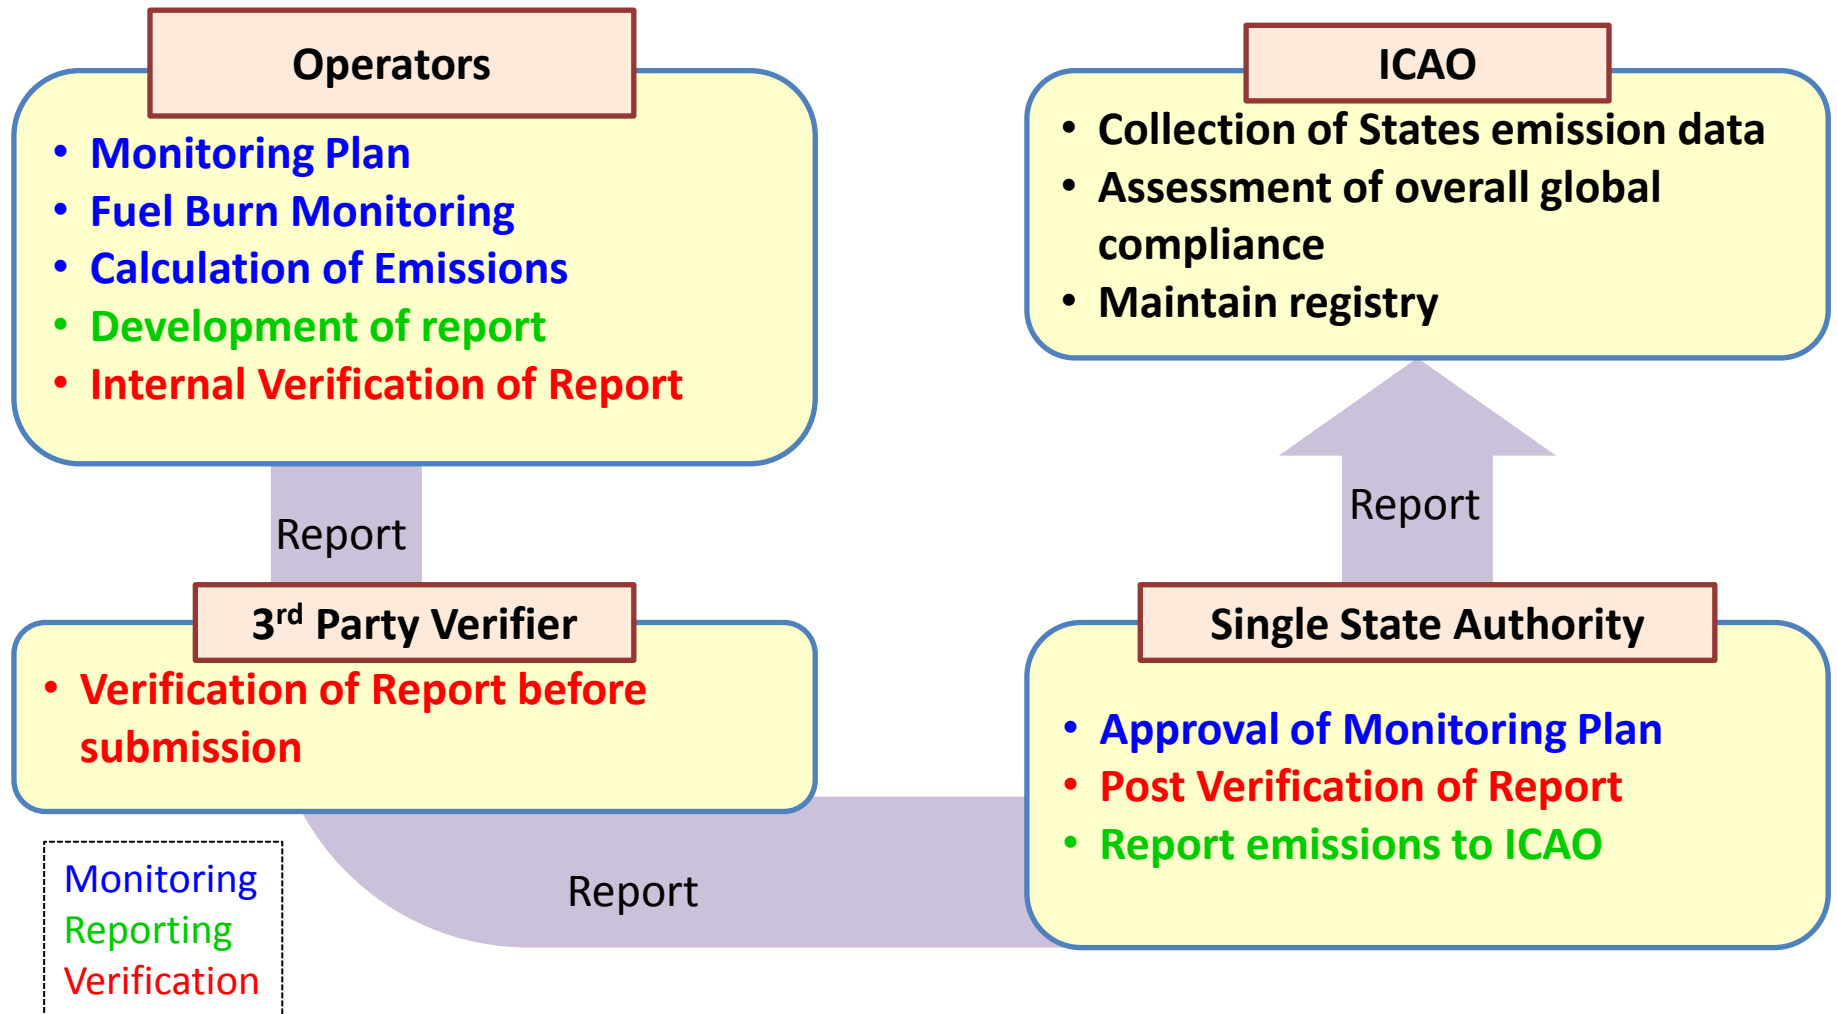 Operators
• Monitoring Plan
• Fuel Burn Monitoring
• Calculation of Emissions
• Development of report
• Internal Verification of Report
Report
3rd Party Verifier
• Verification of Report before
submission
Report
Single State Authority
• Approval of Monitoring Plan
• Post Verification of Report
• Report emissions to ICAO
Report
ICAO
• Collection of States emission data
• Assessment of overall global
compliance
• Maintain registry
Monitoring
Reporting
Verification